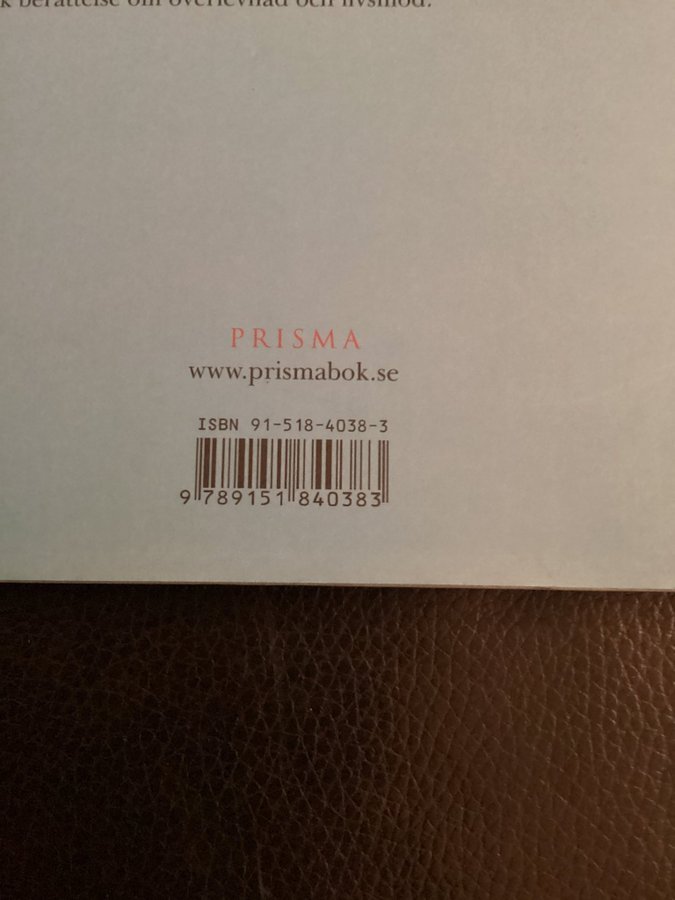 k berättelse om överlevnad och livsmod.
PRISMA
www.prismabok.se
ISBN 91-518-4038-3
9 789151 840383